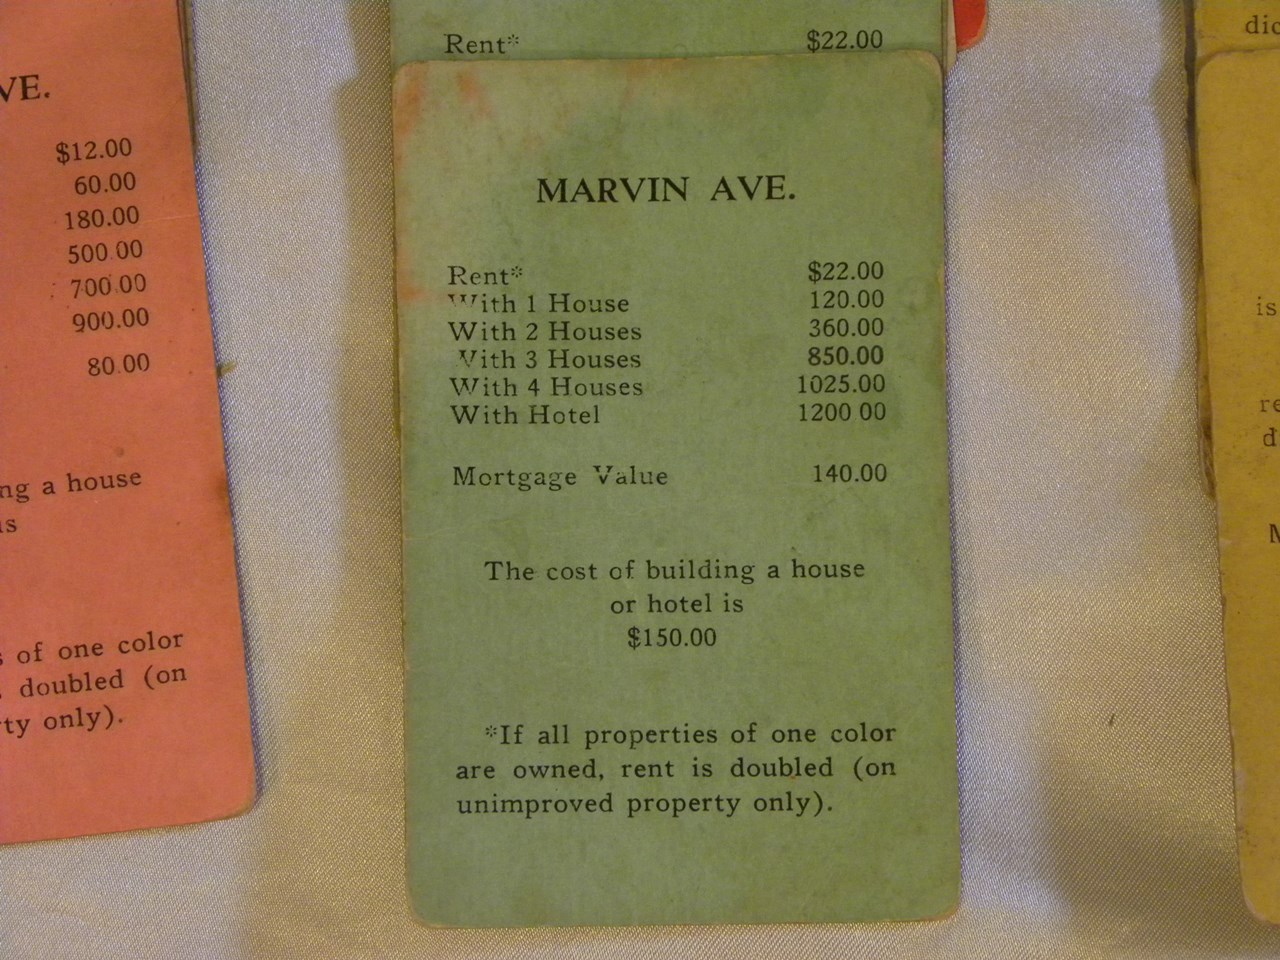 VE.
$12.00
60.00
180.00
500.00
700.00
900.00
80.00
ng a house
is
of one color
doubled (on
ty only).
Rent* $22.00
MARVIN AVE.
Rent* $22.00
With 1 House 120.00
With 2 Houses 360.00
With 3 Houses 850.00
With 4 Houses 1025.00
With Hotel 1200 00
Mortgage Value 140.00
The cost of building a house
or hotel is
$150.00
*If all properties of one color
are owned, rent is doubled (on
unimproved property only).
dic
is
re
d
M